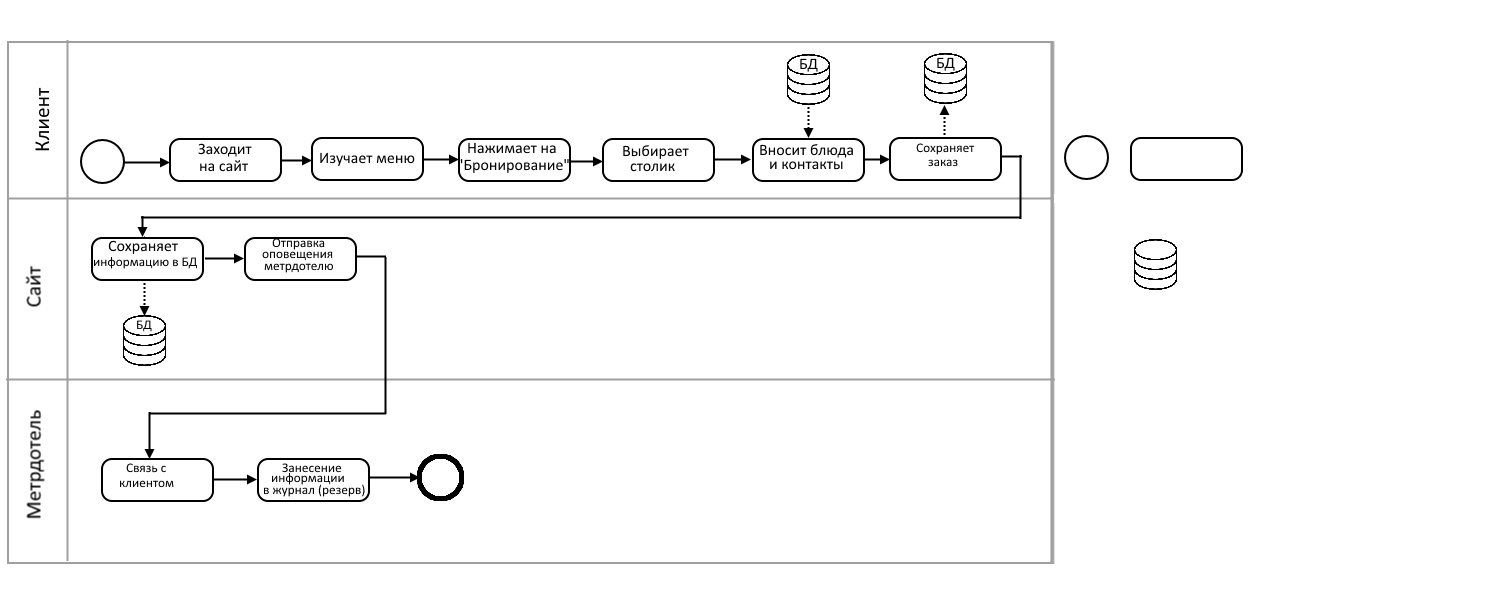 Клиент
БД
БД
Заходит
на сайт
Изучает меню
Нажимает на
"Бронирование"
Выбирает
столик
Вносит блюда
и контакты
Сохраняет
заказ
Сайт
Сохраняет
информацию в БД
Отправка
оповещения
метрдотелю
БД
Метрдотель
Связь с
клиентом
Занесение
информации
в журнал (резерв)